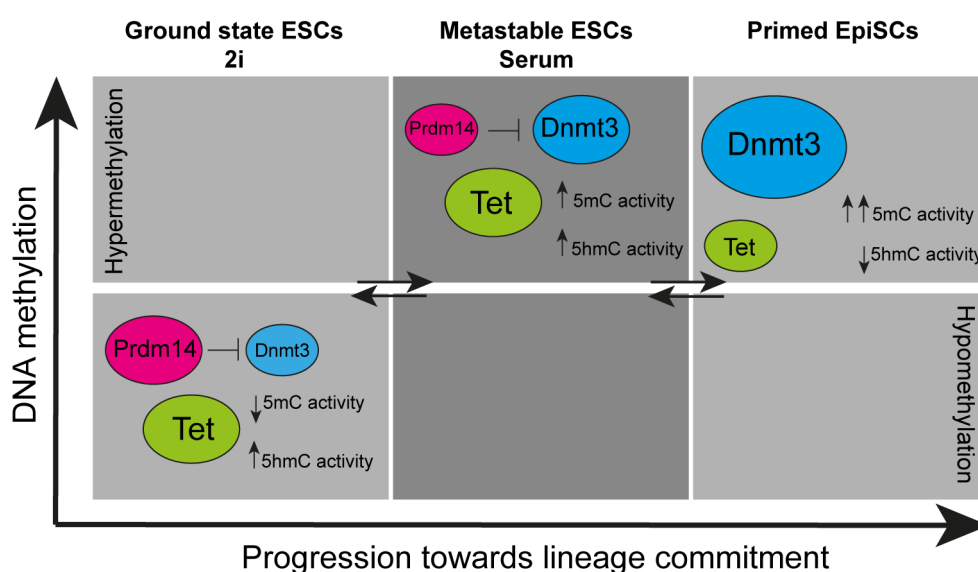 Ground state ESCs
2i
Metastable ESCs
Serum
Primed EpiSCs
DNA methylation
Hypermethylation
Prdm14
Dnmt3
Tet
5mC activity
5hmC activity
Dnmt3
5mC activity
Tet
5hmC activity
Prdm14
Dnmt3
5mC activity
Tet
5hmC activity
Hypomethylation
Progression towards lineage commitment